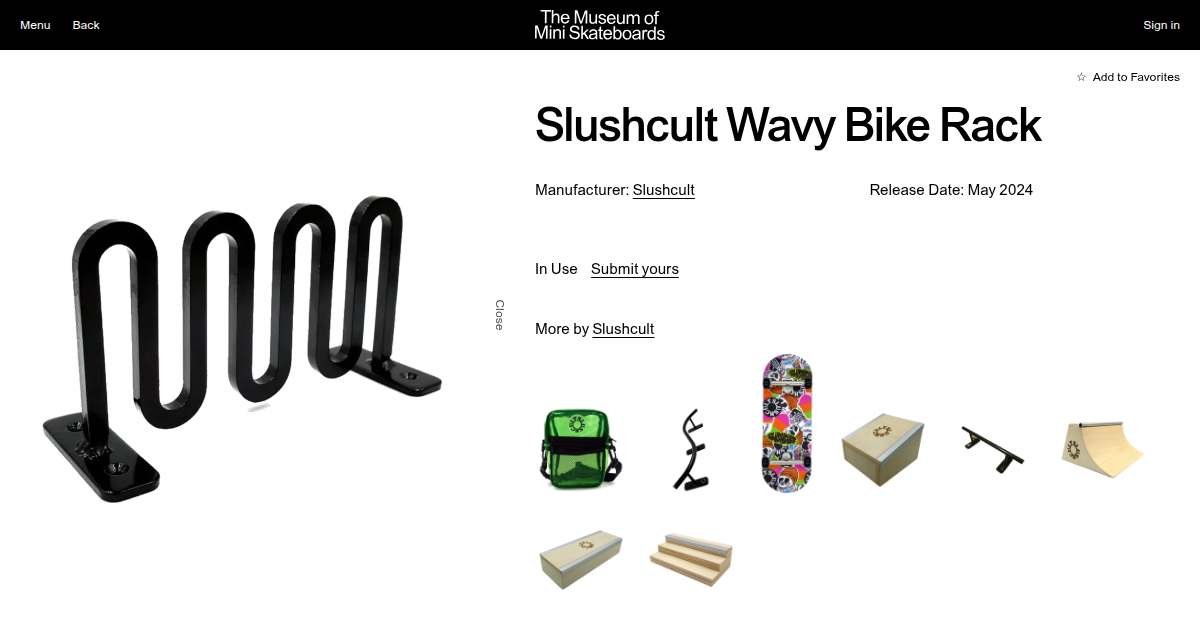 Menu
Back
The Museum of
Mini Skateboards
Sign in
☆ Add to Favorites
Slushcult Wavy Bike Rack
Manufacturer: Slushcult
Release Date: May 2024
In Use Submit yours
Close
More by Slushcult